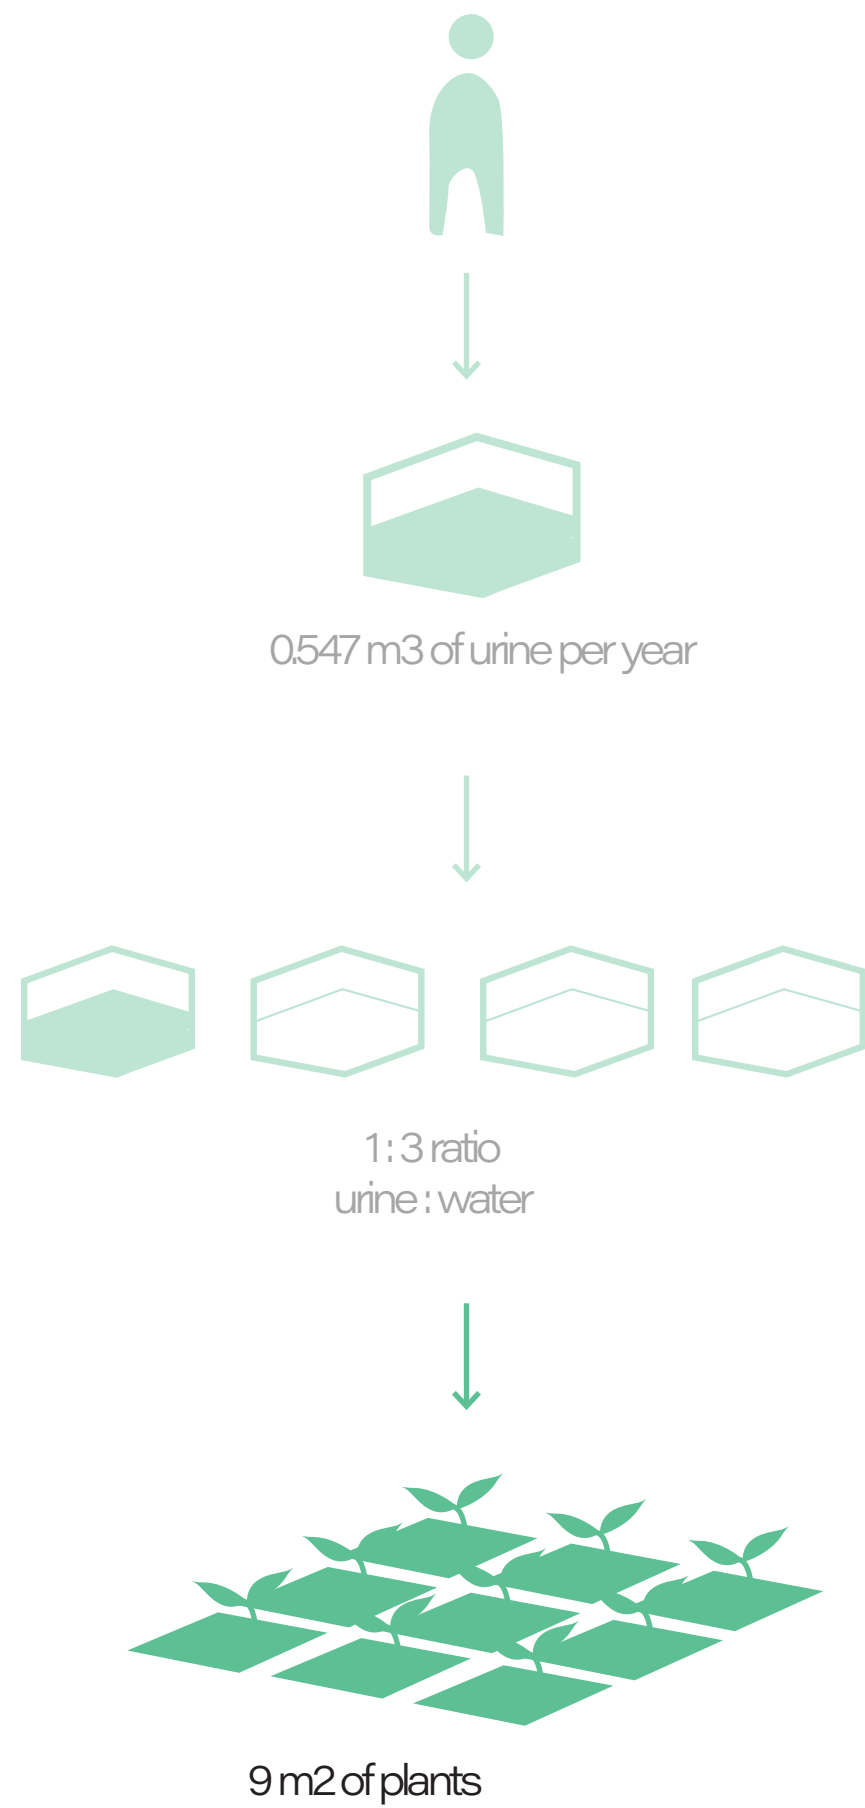 0.547 m3 of urine per year
1 : 3 ratio
urine : water
9 m2 of plants